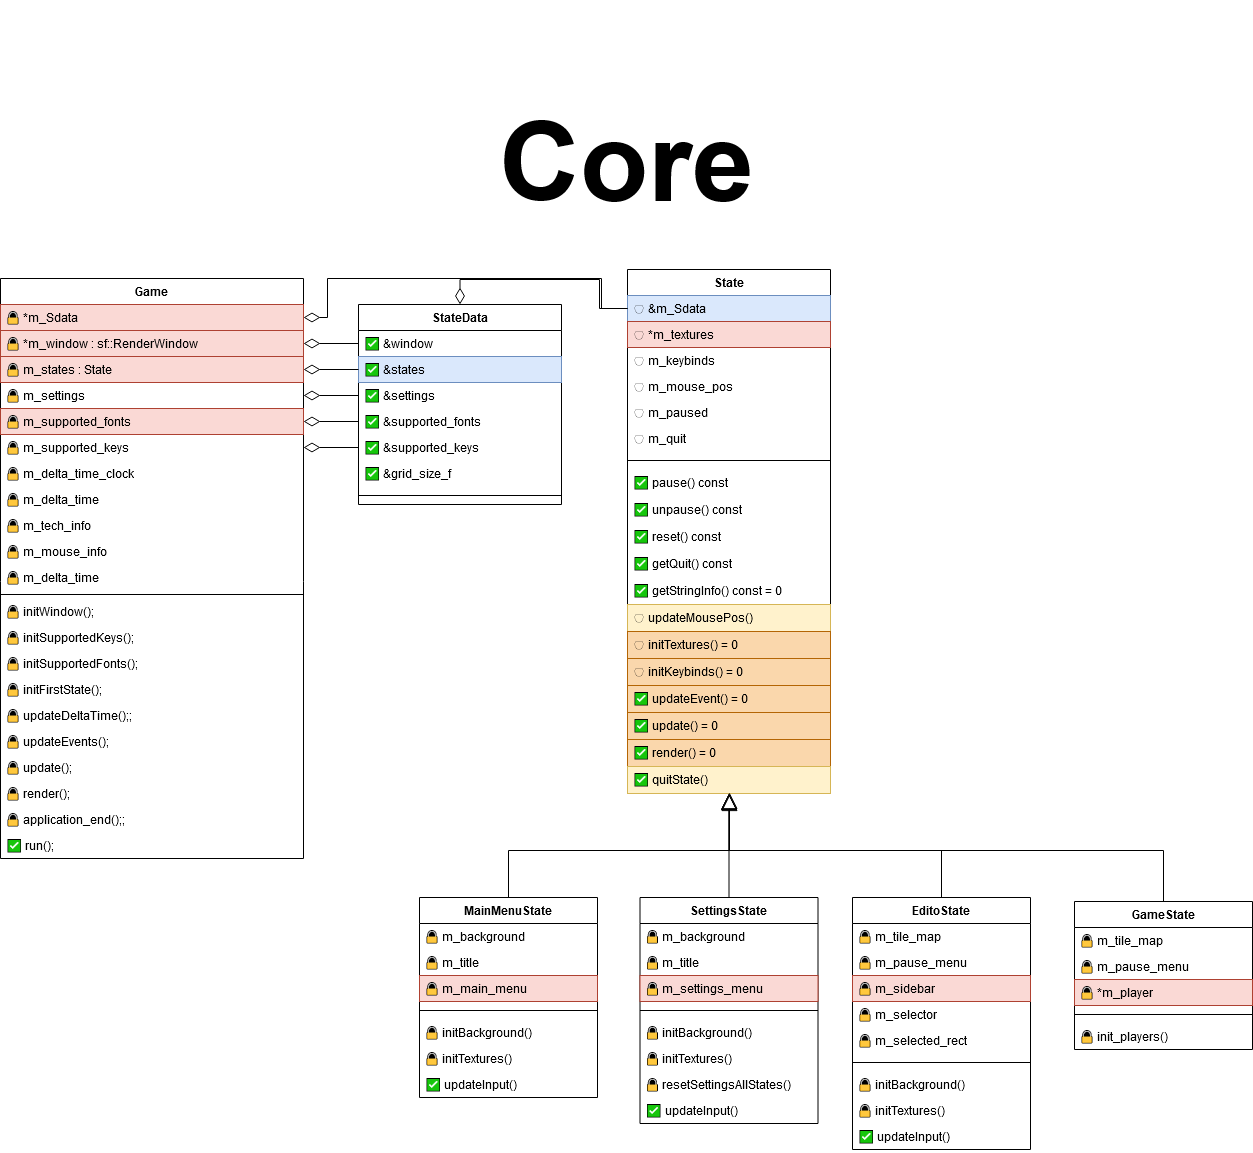 Core
Game
*m_Sdata
*m_window : sf::RenderWindow
m_states : State
m_settings
m_supported_fonts
m_supported_keys
m_delta_time_clock
m_delta_time
m_tech_info
m_mouse_info
m_delta_time
initWindow();
initSupportedKeys();
initSupportedFonts();
initFirstState();
updateDeltaTime();;
updateEvents();
update();
render();
application_end();;
run();
StateData
&window
&states
&settings
&supported_fonts
&supported_keys
&grid_size_f
State
&m_Sdata
*m_textures
m_keybinds
m_mouse_pos
m_paused
m_quit
pause() const
unpause() const
reset() const
getQuit() const
getStringInfo() const = 0
updateMousePos()
initTextures() = 0
initKeybinds() = 0
updateEvent() = 0
update() = 0
render() = 0
quitState()
MainMenuState
m_background
m_title
m_main_menu
initBackground()
initTextures()
updateInput()
SettingsState
m_background
m_title
m_settings_menu
initBackground()
initTextures()
resetSettingsAllStates()
updateInput()
EditoState
m_tile_map
m_pause_menu
m_sidebar
m_selector
m_selected_rect
initBackground()
initTextures()
updateInput()
GameState
m_tile_map
m_pause_menu
*m_player
init_players()